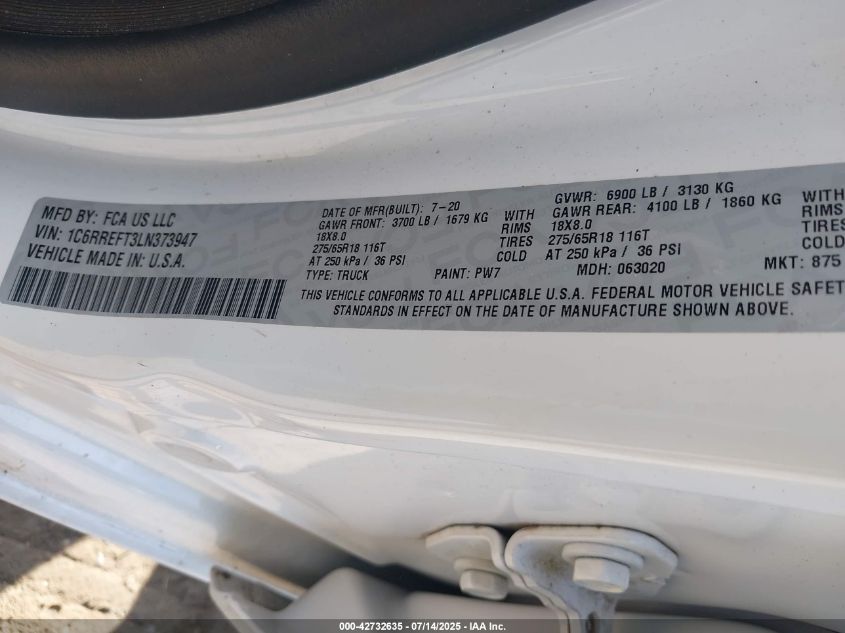 MFD BY: FCA US LLC
VIN: 1C6RREFT3LN373947
VEHICLE MADE IN: U.S.A.
DATE OF MFR(BUILT): 7-20
GAWR FRONT: 3700 LB / 1679 KG WITH
18X8.0 RIMS
275/65R18 116T TIRES
AT 250 kPa / 36 PSI COLD
TYPE: TRUCK PAINT: PW7
GVWR: 6900 LB / 3130 KG
GAWR REAR: 4100 LB / 1860 KG WITH
18X8.0 RIMS
275/65R18 116T TIRES
AT 250 kPa / 36 PSI COLD
MDH: 063020 MKT: 875
THIS VEHICLE CONFORMS TO ALL APPLICABLE U.S.A. FEDERAL MOTOR VEHICLE SAFET
STANDARDS IN EFFECT ON THE DATE OF MANUFACTURE SHOWN ABOVE.
000-42732635 - 07/14/2025 - IAA Inc.